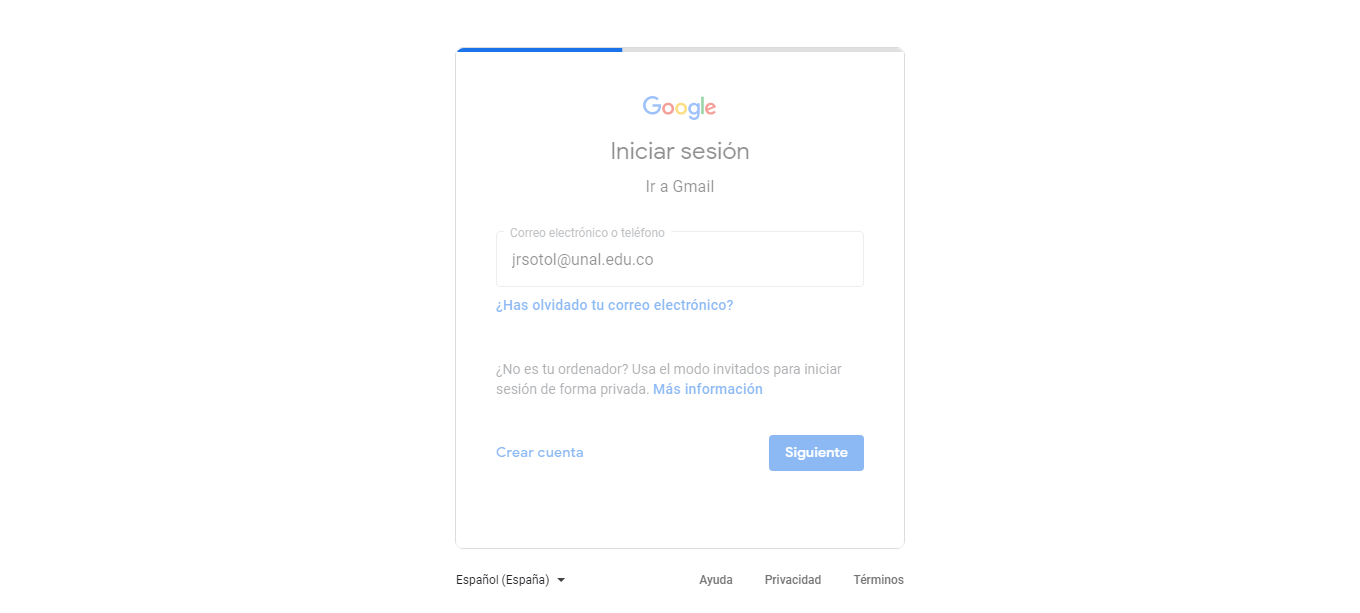 Google
Iniciar sesión
Ir a Gmail
Correo electrónico o teléfono
jrsotol@unal.edu.co
¿Has olvidado tu correo electrónico?
¿No es tu ordenador? Usa el modo invitados para iniciar
sesión de forma privada. Más información
Crear cuenta
Siguiente
Español (España)
Ayuda
Privacidad
Términos